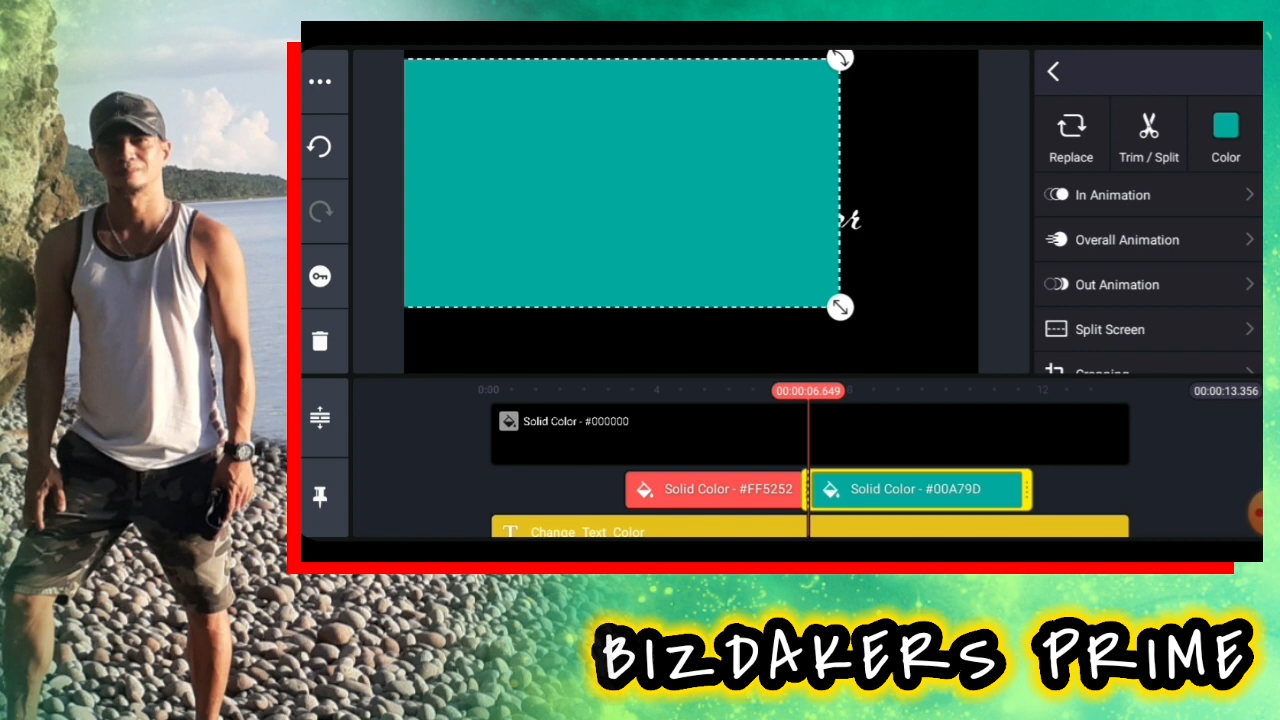 Replace
Trim / Split
Color
In Animation
Overall Animation
Out Animation
Split Screen
0:00
4
00:00:06.649
8
12
00:00:13.356
Solid Color - #000000
Solid Color - #FF5252
Solid Color - #00A79D
T
Change Text Color
BIZDAKERS PRIME